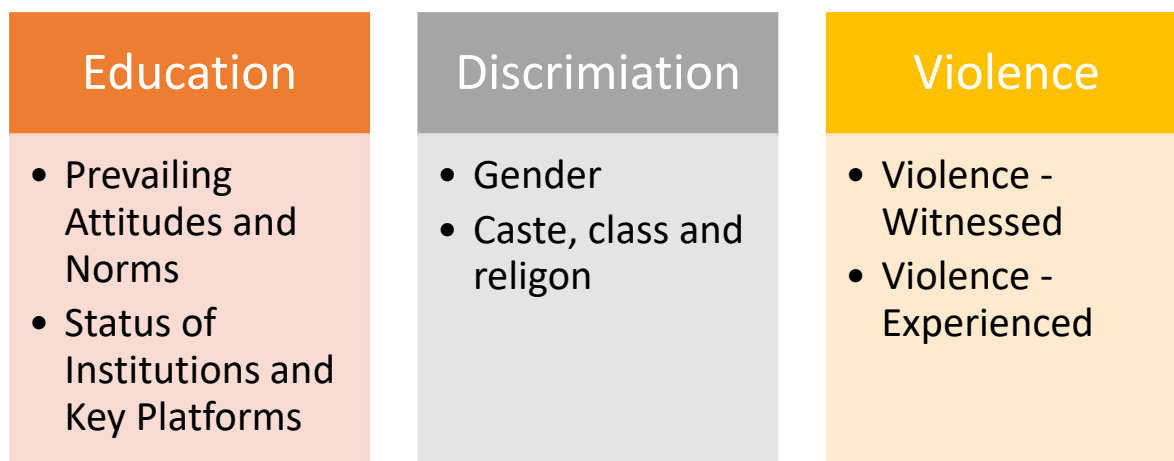 Education
• Prevailing
Attitudes and
Norms
• Status of
Institutions and
Key Platforms
Discrimiation
• Gender
• Caste, class and
religon
Violence
• Violence -
Witnessed
• Violence -
Experienced